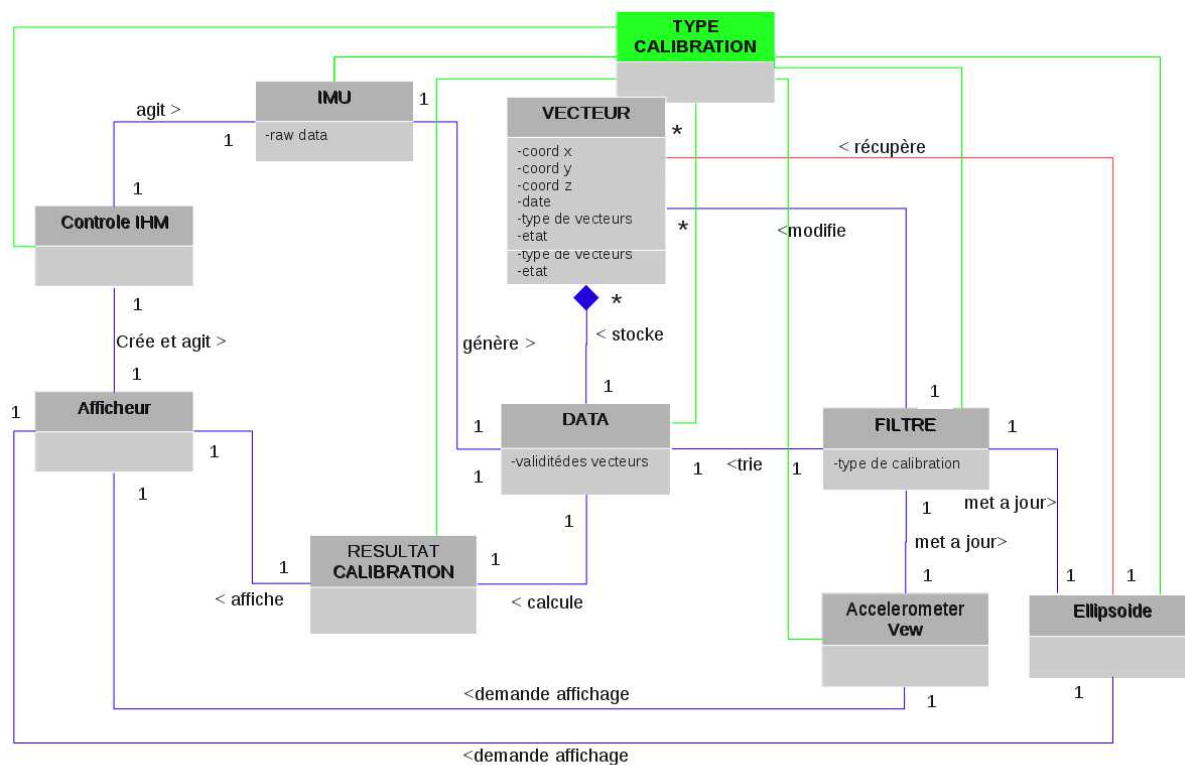 TYPE
CALIBRATION
IMU
-raw data
1
agit >
1
VECTEUR
-coord x
-coord y
-coord z
-date
-type de vecteurs
-etat
-type de vecteurs
-etat
*
< récupère
*
<modifie
1
Controle IHM
1
Crée et agit >
1
*
< stocke
génère >
1
Afficheur
1
1
1
1
DATA
-validitédes vecteurs
1
1
1
1
<trie
1
1
FILTRE
-type de calibration
1
1
met a jour>
met a jour>
RESULTAT
CALIBRATION
1
1
< affiche
< calcule
1
1
1
Accelerometer
Vew
Ellipsoide
<demande affichage
1
1
<demande affichage